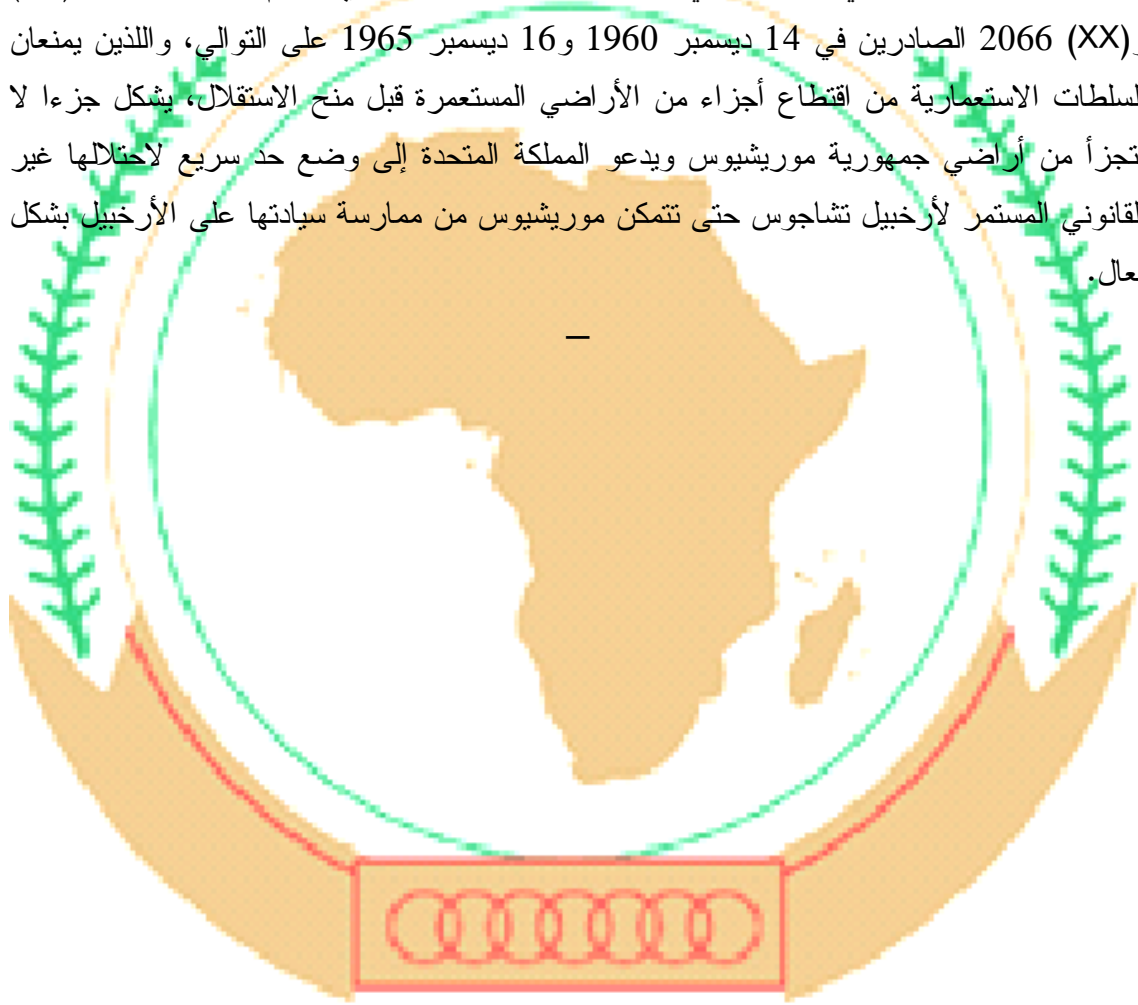 و(XX) 2066 الصادرين في 14 ديسمبر 1960 و16 ديسمبر 1965 على التوالي، واللذين يمنعان
لسلطات الاستعمارية من اقتطاع أجزاء من الأراضي المستعمرة قبل منح الاستقلال، يشكل جزءا لا
تجزأ من أراضي جمهورية موريشيوس ويدعو المملكة المتحدة إلى وضع حد سريع لاحتلالها غير
لقانوني المستمر لأرخبيل تشاجوس حتى تتمكن موريشيوس من ممارسة سيادتها على الأرخبيل بشكل
عال.
–